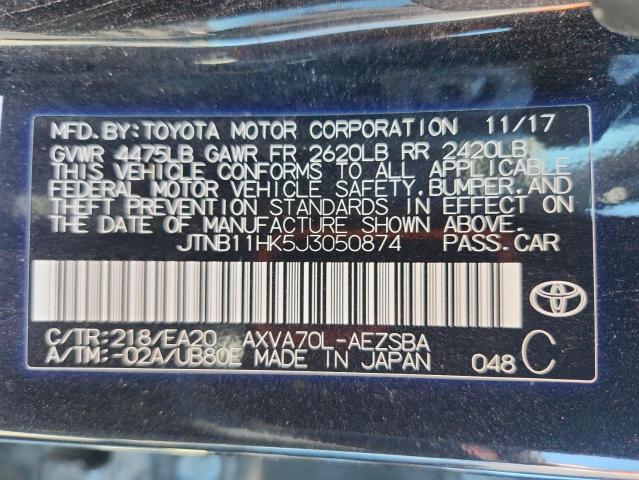 MFD. BY: TOYOTA MOTOR CORPORATION 11/17
GVWR 4475LB GAWR FR 2620LB RR 2420LB
THIS VEHICLE CONFORMS TO ALL APPLICABLE
FEDERAL MOTOR VEHICLE SAFETY, BUMPER, AND
THEFT PREVENTION STANDARDS IN EFFECT ON
THE DATE OF MANUFACTURE SHOWN ABOVE.
JTNB11HK5J3050874 PASS. CAR
C/TR: 218/EA20 AXVA70L-AEZSBA
A/TM: -02A/UB80E MADE IN JAPAN 048 C